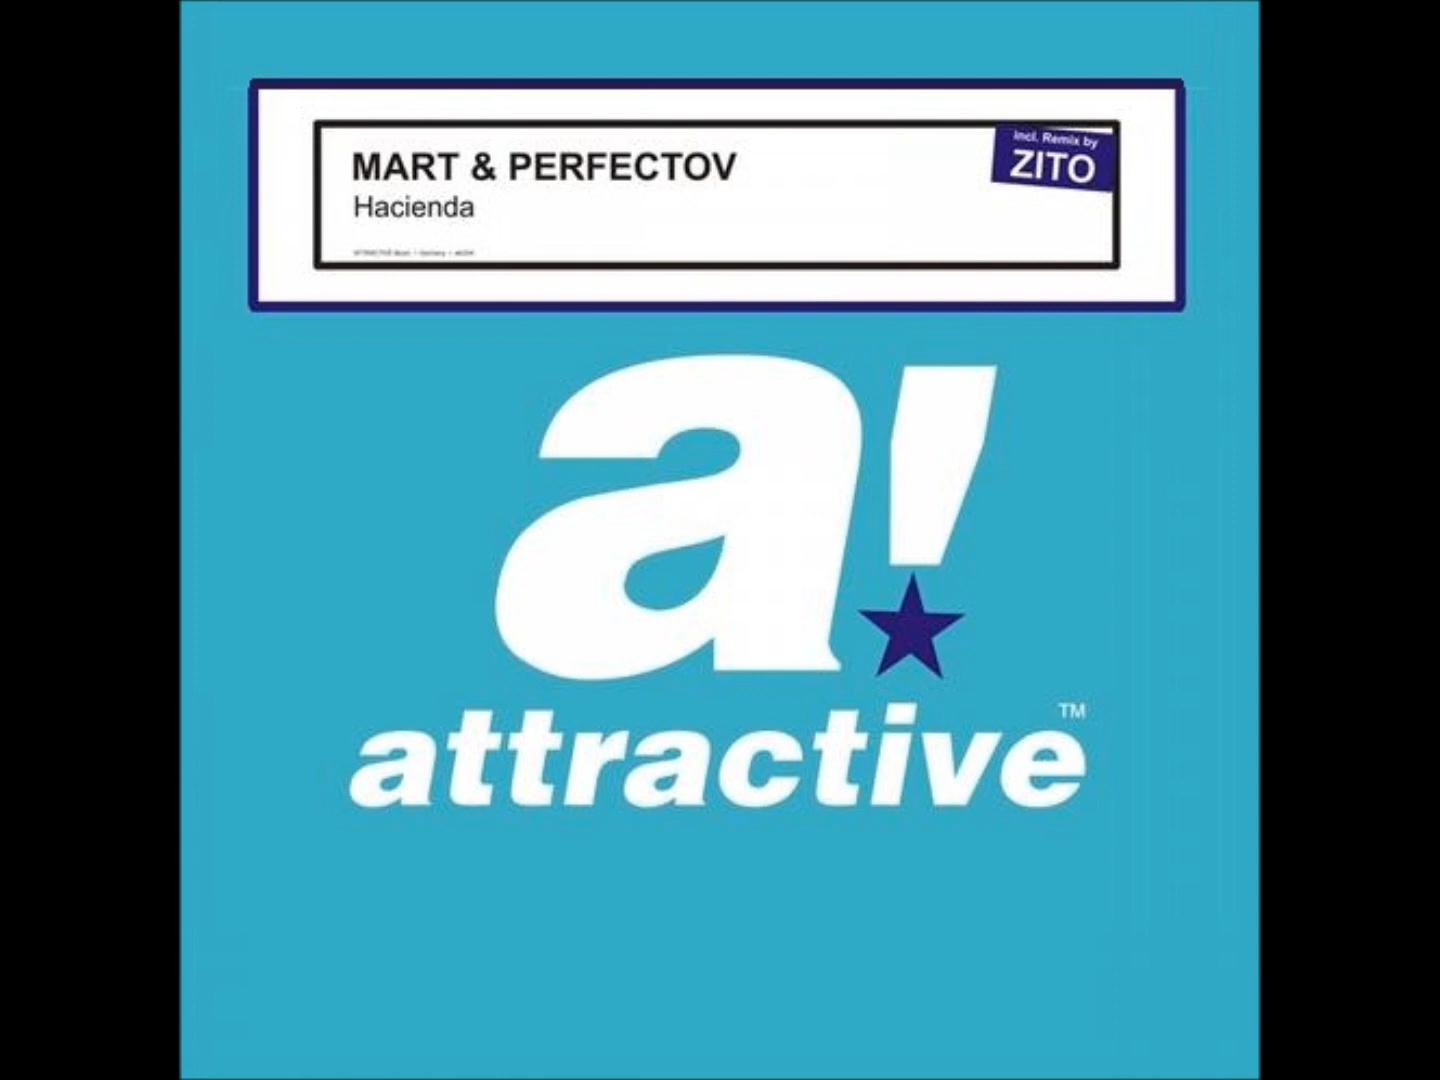 incl. Remix by
ZITO
MART & PERFECTOV
Hacienda
a!
attractive
TM